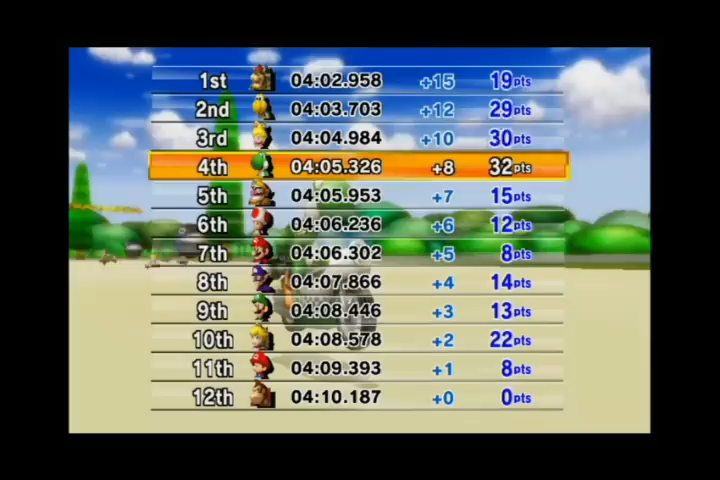 1st 04:02.958 +15 19pts
2nd 04:03.703 +12 29pts
3rd 04:04.984 +10 30pts
4th 04:05.326 +8 32pts
5th 04:05.953 +7 15pts
6th 04:06.236 +6 12pts
7th 04:06.302 +5 8pts
8th 04:07.866 +4 14pts
9th 04:08.446 +3 13pts
10th 04:08.578 +2 22pts
11th 04:09.393 +1 8pts
12th 04:10.187 +0 0pts